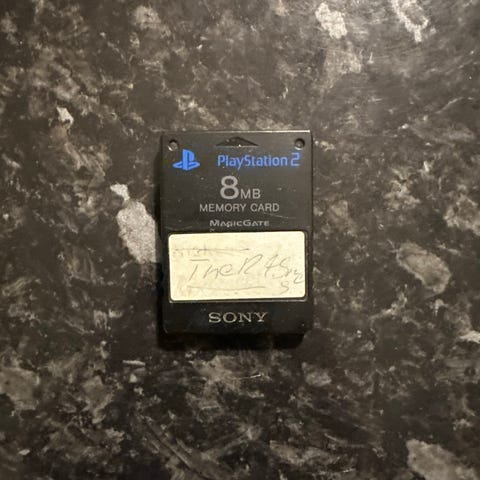 PlayStation 2
8MB
MEMORY CARD
MAGICGATE
SONY